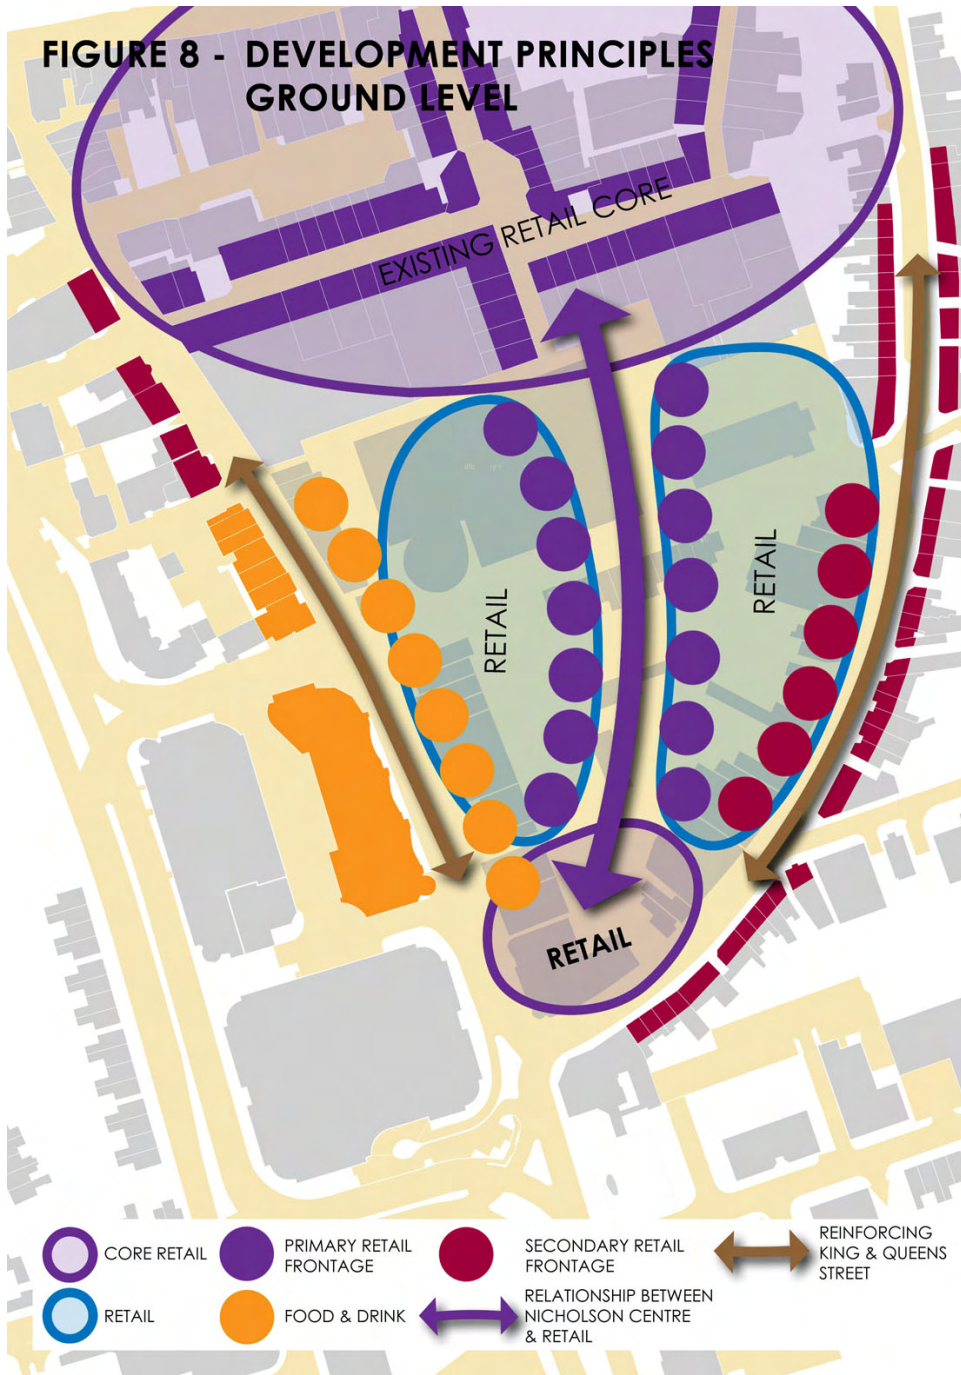 FIGURE 8 - DEVELOPMENT PRINCIPLES
GROUND LEVEL
EXISTING RETAIL CORE
RETAIL
RETAIL
RETAIL
CORE RETAIL
PRIMARY RETAIL
FRONTAGE
SECONDARY RETAIL
FRONTAGE
REINFORCING
KING & QUEENS
STREET
RETAIL
FOOD & DRINK
RELATIONSHIP BETWEEN
NICHOLSON CENTRE
& RETAIL